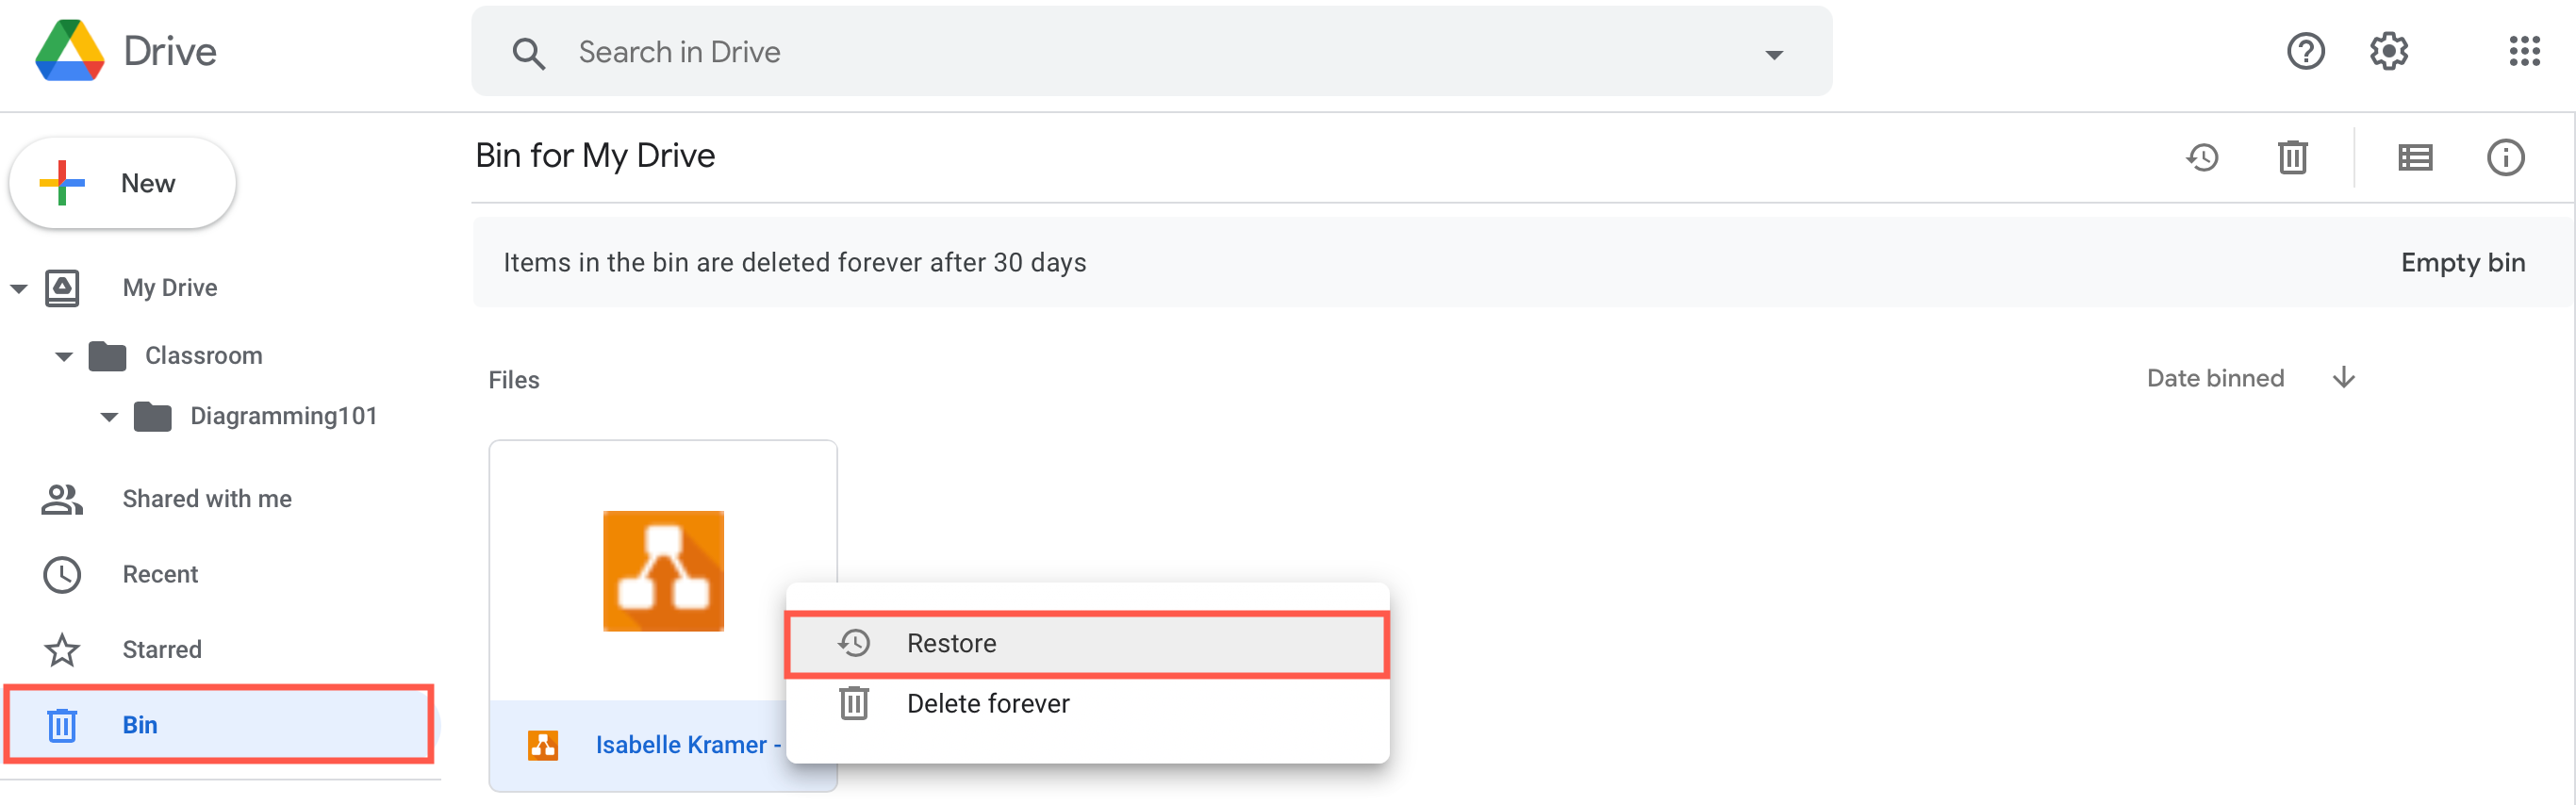 Drive
Search in Drive
New
Bin for My Drive
Items in the bin are deleted forever after 30 days
Empty bin
My Drive
Classroom
Diagramming101
Shared with me
Recent
Starred
Bin
Files
Date binned
Isabelle Kramer -
Restore
Delete forever